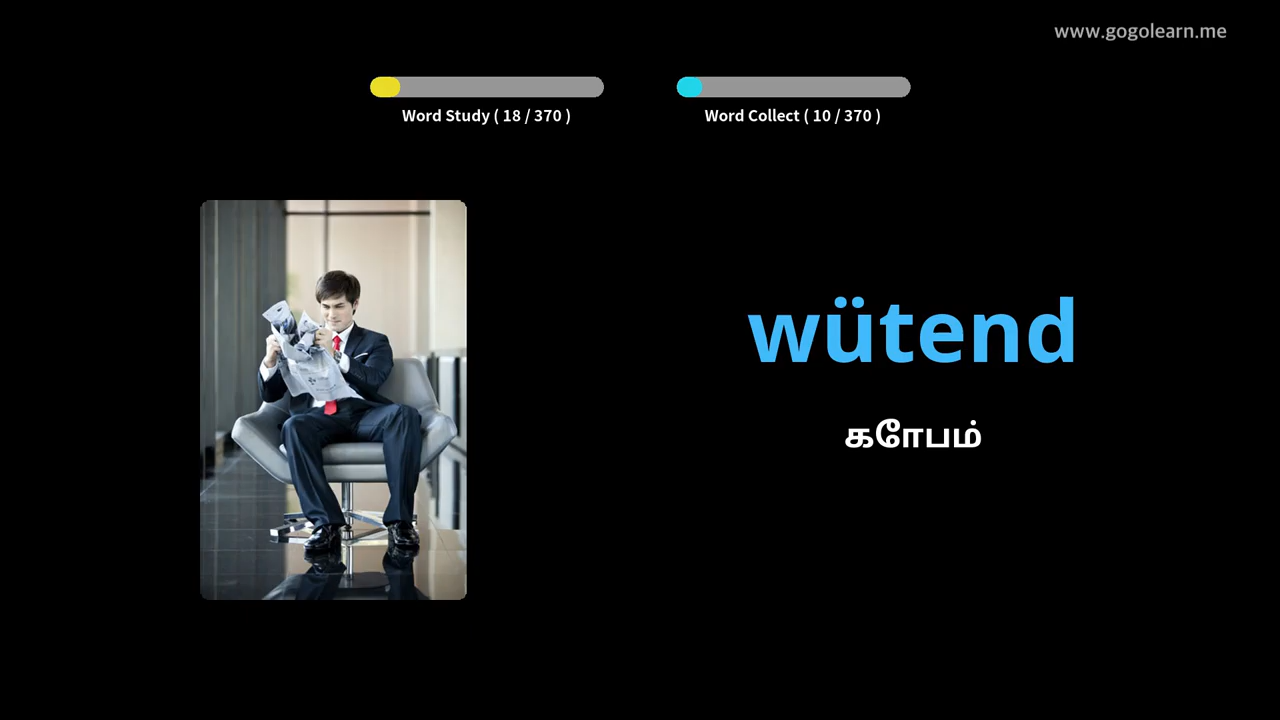 www.gogolearn.me
Word Study ( 18 / 370 )
Word Collect ( 10 / 370 )
wütend
கோபம்